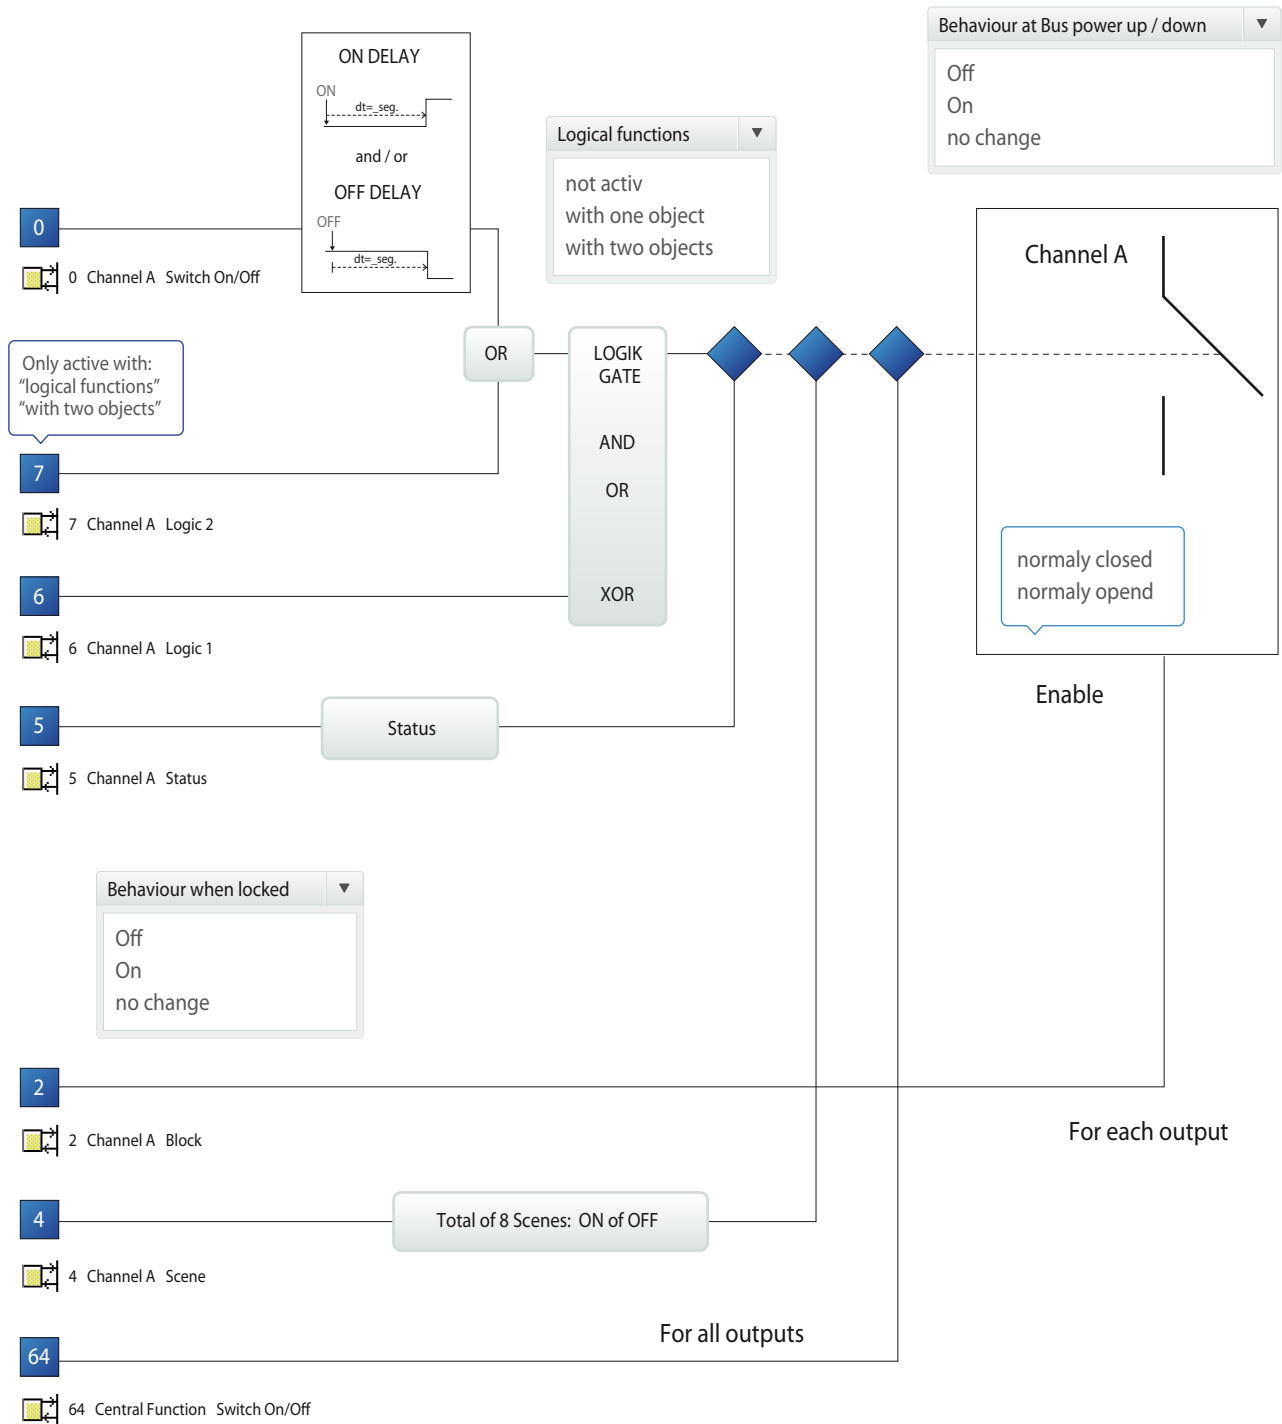 Behaviour at Bus power up / down
Off
On
no change
ON DELAY
ON
dt=_seg.
and / or
OFF DELAY
OFF
dt=_seg.
Logical functions
not activ
with one object
with two objects
0
0 Channel A Switch On/Off
Channel A
OR
LOGIK
GATE
AND
OR
XOR
Only active with:
“logical functions”
“with two objects”
7
7 Channel A Logic 2
normaly closed
normaly opend
6
6 Channel A Logic 1
Enable
5
Status
5 Channel A Status
Behaviour when locked
Off
On
no change
2
2 Channel A Block
For each output
4
Total of 8 Scenes: ON of OFF
4 Channel A Scene
For all outputs
64
64 Central Function Switch On/Off